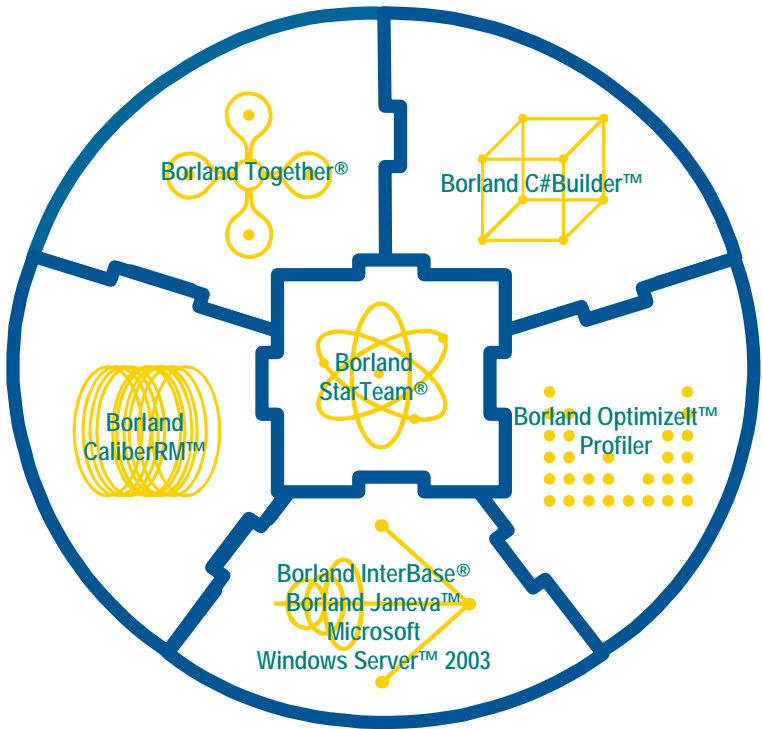 Borland Together®
Borland C#Builder™
Borland
StarTeam®
Borland
CaliberRM™
Borland OptimizeIt™
Profiler
Borland InterBase®
Borland Janeva™
Microsoft
Windows Server™ 2003